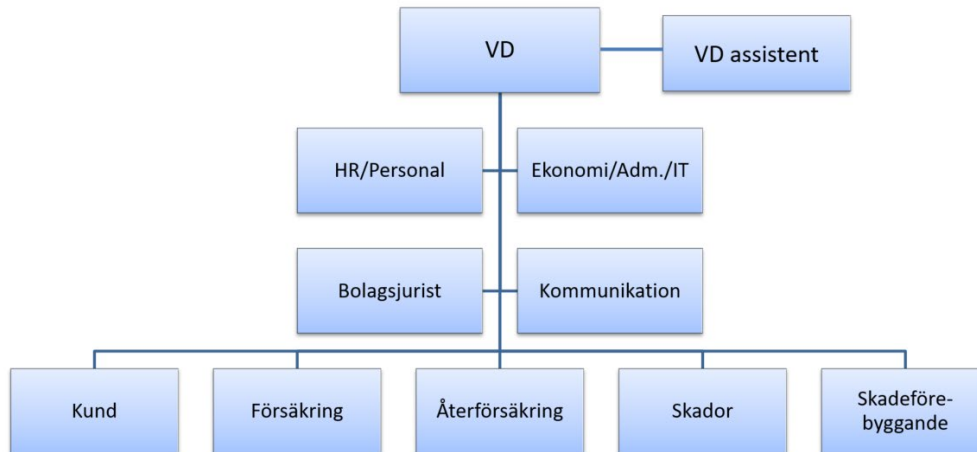 VD
VD assistent
HR/Personal
Ekonomi/Adm./IT
Bolagsjurist
Kommunikation
Kund
Försäkring
Återförsäkring
Skador
Skadeföre-
byggande